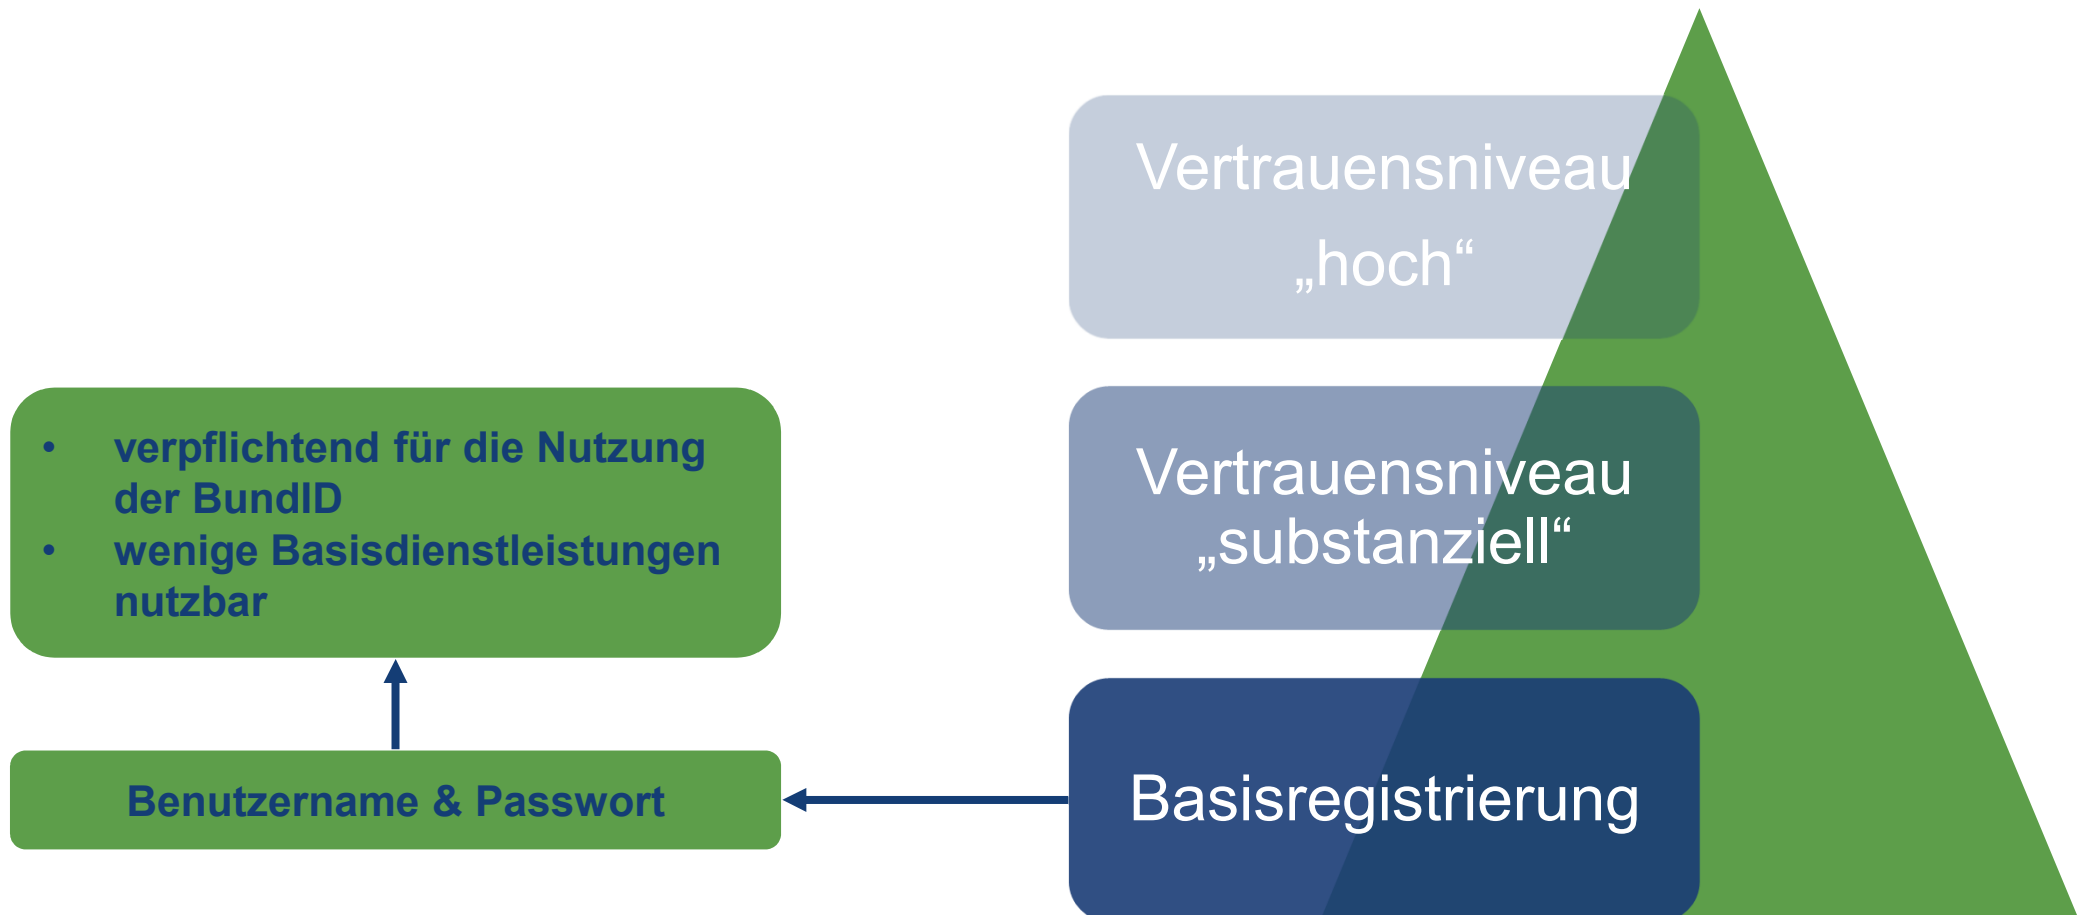 Vertrauensniveau
„hoch“
Vertrauensniveau
„substanziell“
Basisregistrierung
• verpflichtend für die Nutzung
der BundID
• wenige Basisdienstleistungen
nutzbar
Benutzername & Passwort